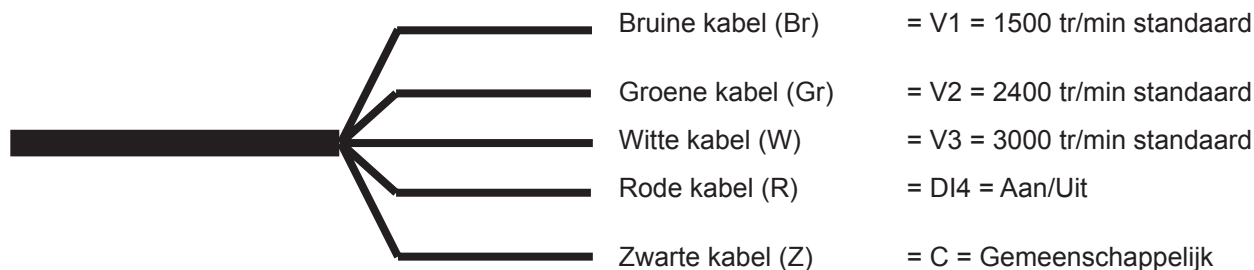 Bruine kabel (Br) = V1 = 1500 tr/min standaard
Groene kabel (Gr) = V2 = 2400 tr/min standaard
Witte kabel (W) = V3 = 3000 tr/min standaard
Rode kabel (R) = DI4 = Aan/Uit
Zwarte kabel (Z) = C = Gemeenschappelijk